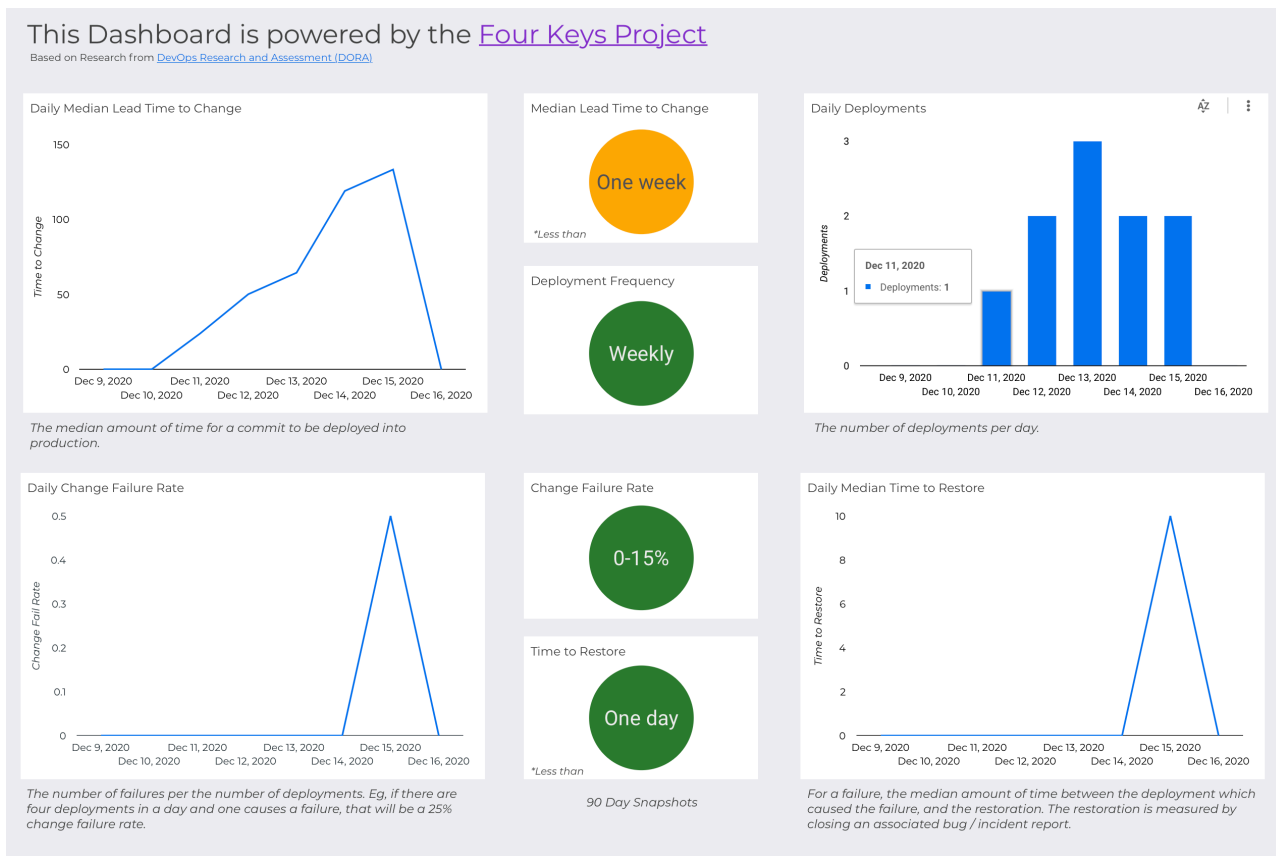 This Dashboard is powered by the Four Keys Project
Based on Research from DevOps Research and Assessment (DORA)
Daily Median Lead Time to Change
150
100
50
0
Time to Change
Dec 9, 2020
Dec 10, 2020
Dec 11, 2020
Dec 12, 2020
Dec 13, 2020
Dec 14, 2020
Dec 15, 2020
Dec 16, 2020
The median amount of time for a commit to be deployed into
production.
Median Lead Time to Change
One week
*Less than
Deployment Frequency
Weekly
Daily Deployments
AZ
3
2
1
0
Deployments
Dec 11, 2020
Deployments: 1
Dec 9, 2020
Dec 10, 2020
Dec 11, 2020
Dec 12, 2020
Dec 13, 2020
Dec 14, 2020
Dec 15, 2020
Dec 16, 2020
The number of deployments per day.
Daily Change Failure Rate
0.5
0.4
0.3
0.2
0.1
0
Change Fail Rate
Dec 9, 2020
Dec 10, 2020
Dec 11, 2020
Dec 12, 2020
Dec 13, 2020
Dec 14, 2020
Dec 15, 2020
Dec 16, 2020
The number of failures per the number of deployments. Eg, if there are
four deployments in a day and one causes a failure, that will be a 25%
change failure rate.
Change Failure Rate
0-15%
Time to Restore
One day
*Less than
90 Day Snapshots
Daily Median Time to Restore
10
8
6
4
2
0
Time to Restore
Dec 9, 2020
Dec 10, 2020
Dec 11, 2020
Dec 12, 2020
Dec 13, 2020
Dec 14, 2020
Dec 15, 2020
Dec 16, 2020
For a failure, the median amount of time between the deployment which
caused the failure, and the restoration. The restoration is measured by
closing an associated bug / incident report.